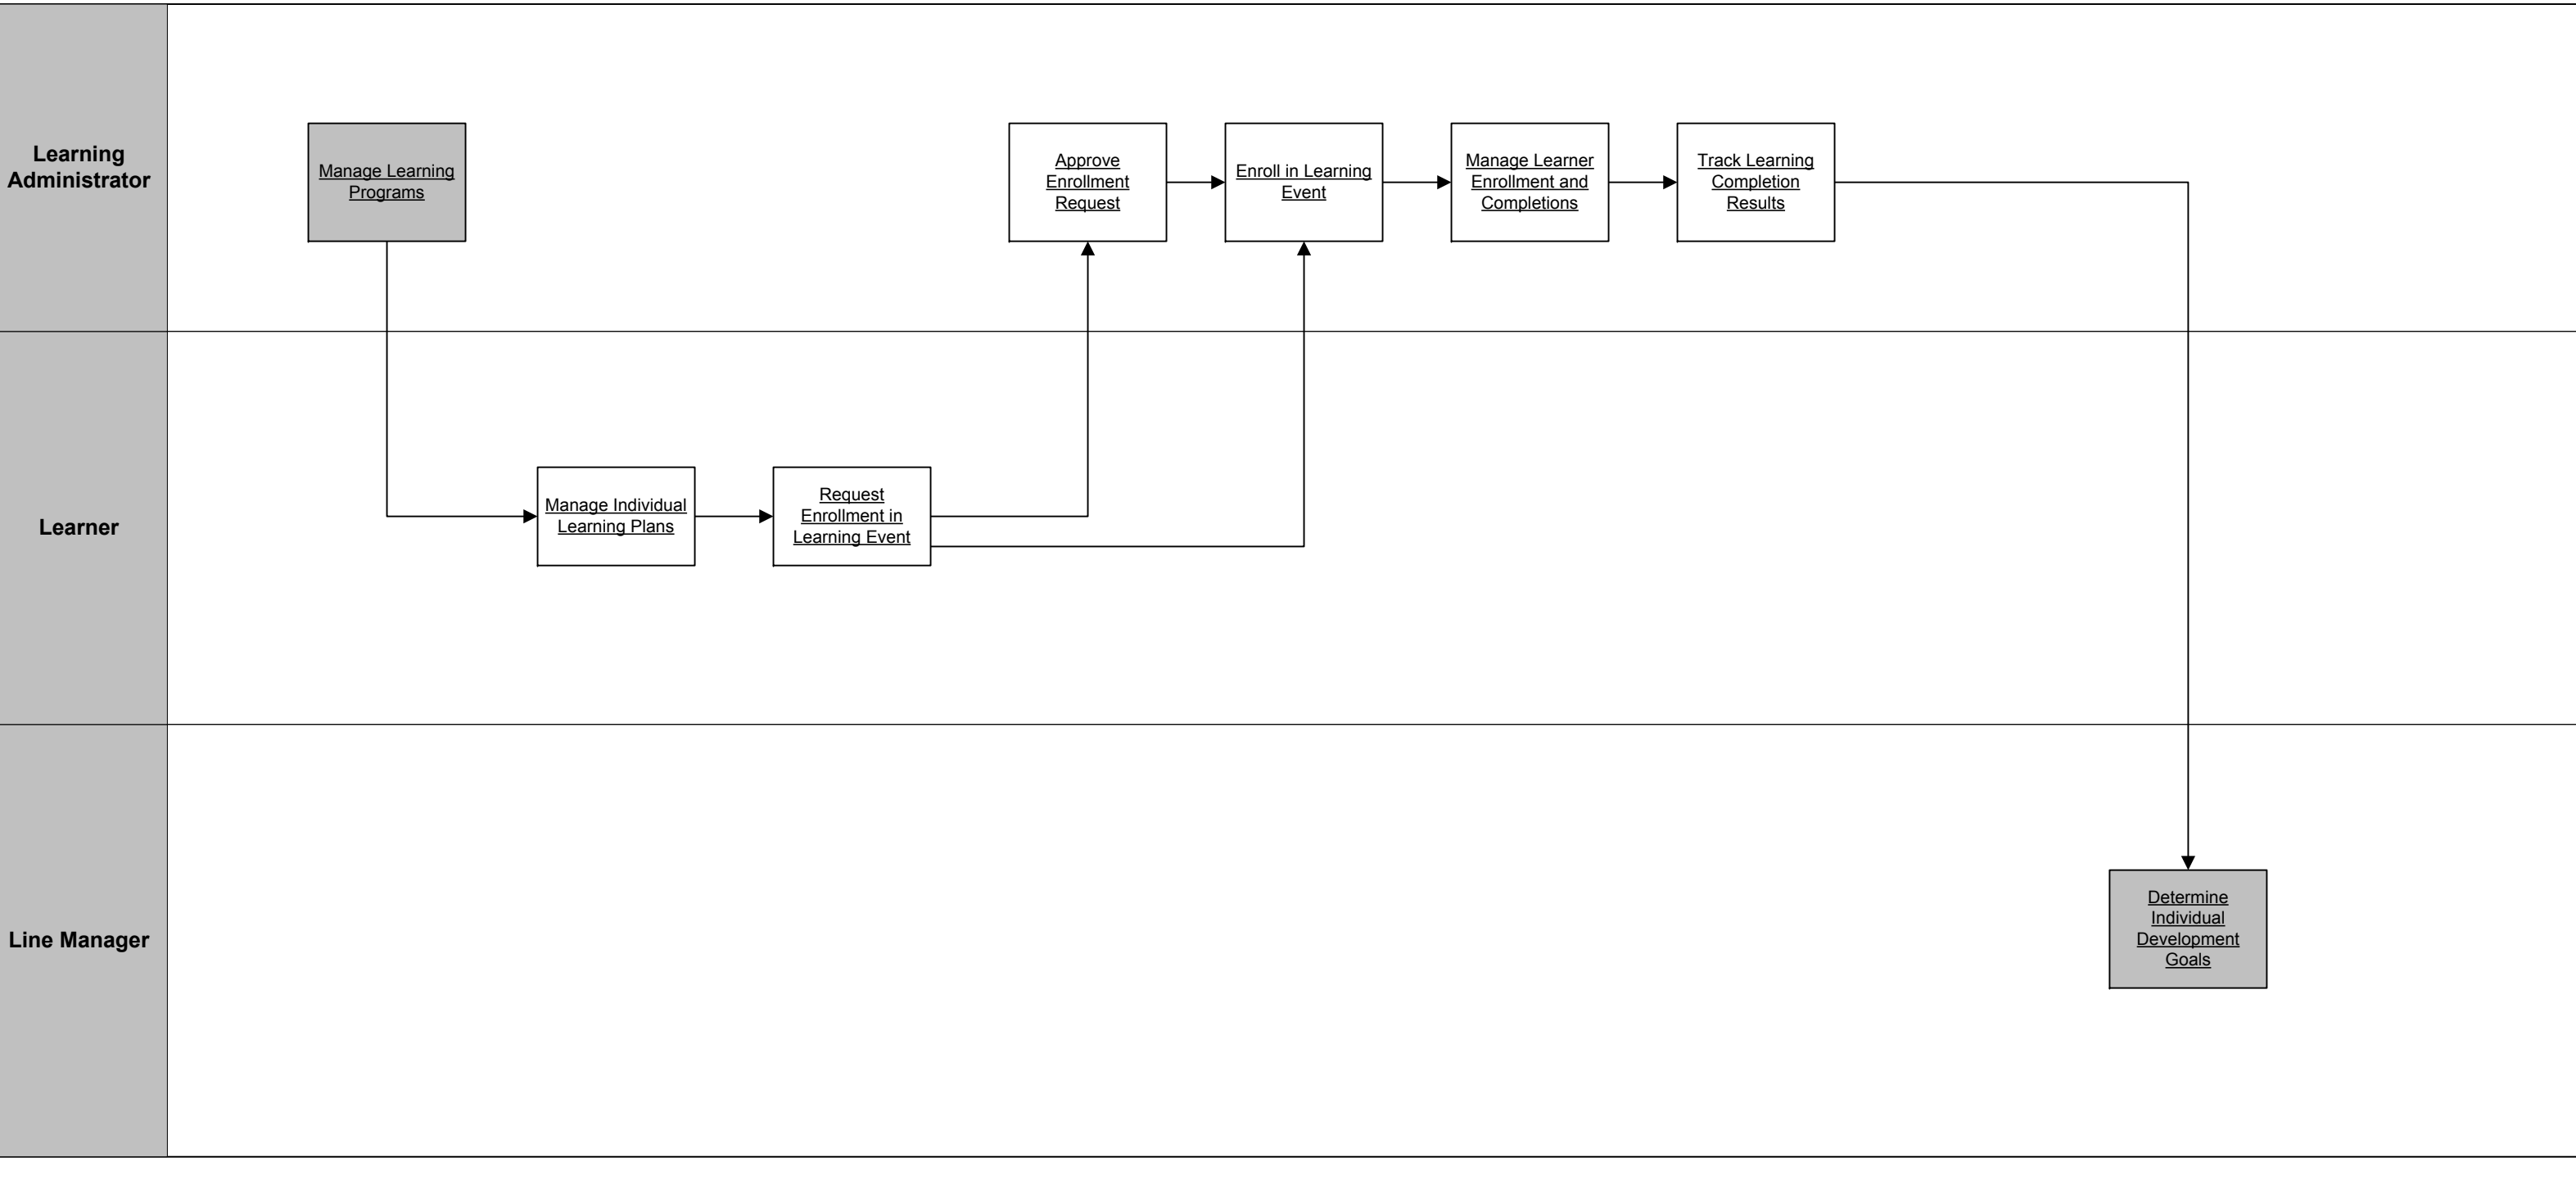 Learning
Administrator
Manage Learning
Programs
Approve
Enrollment
Request
Enroll in Learning
Event
Manage Learner
Enrollment and
Completions
Track Learning
Completion
Results
Learner
Manage Individual
Learning Plans
Request
Enrollment in
Learning Event
Line Manager
Determine
Individual
Development
Goals